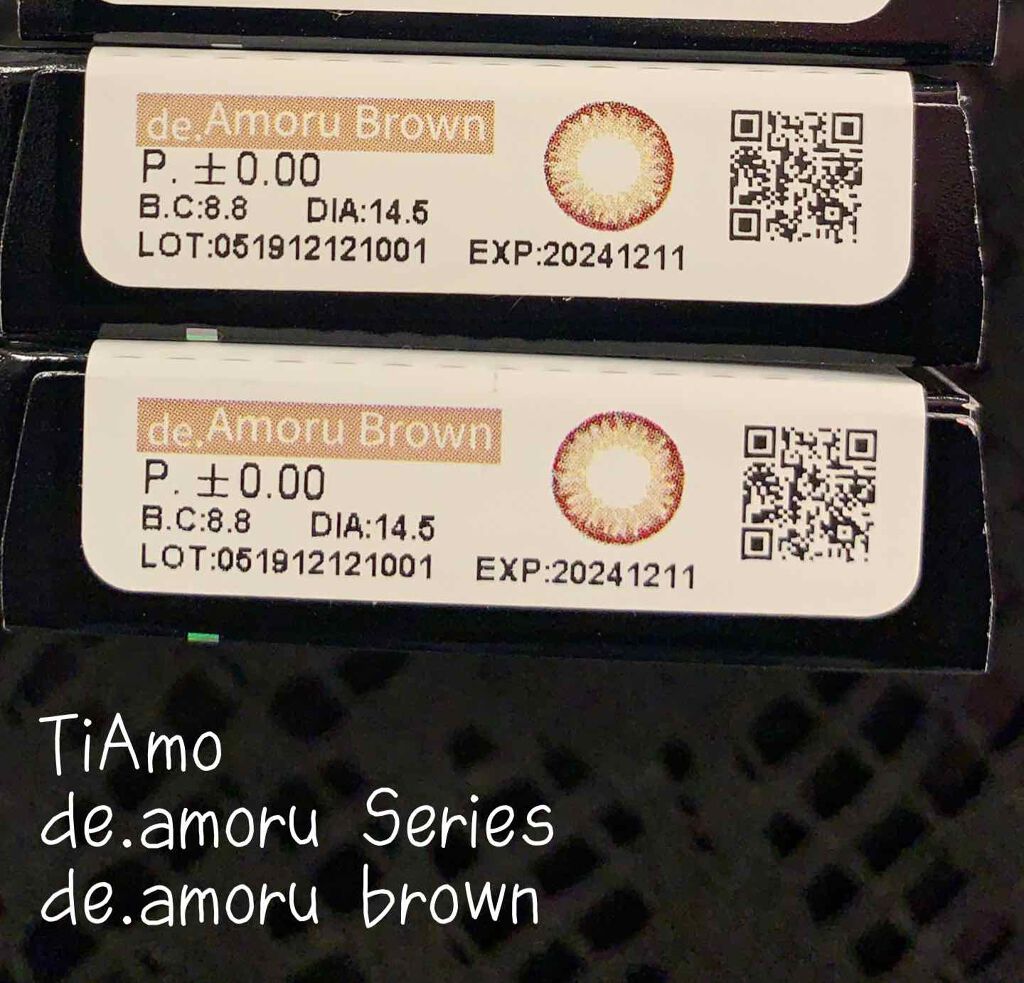 de.Amoru Brown
P. ±0.00
B.C:8.8 DIA:14.5
LOT:051912121001 EXP:20241211
de.Amoru Brown
P. ±0.00
B.C:8.8 DIA:14.5
LOT:051912121001 EXP:20241211
TiAmo
de.amoru Series
de.amoru brown